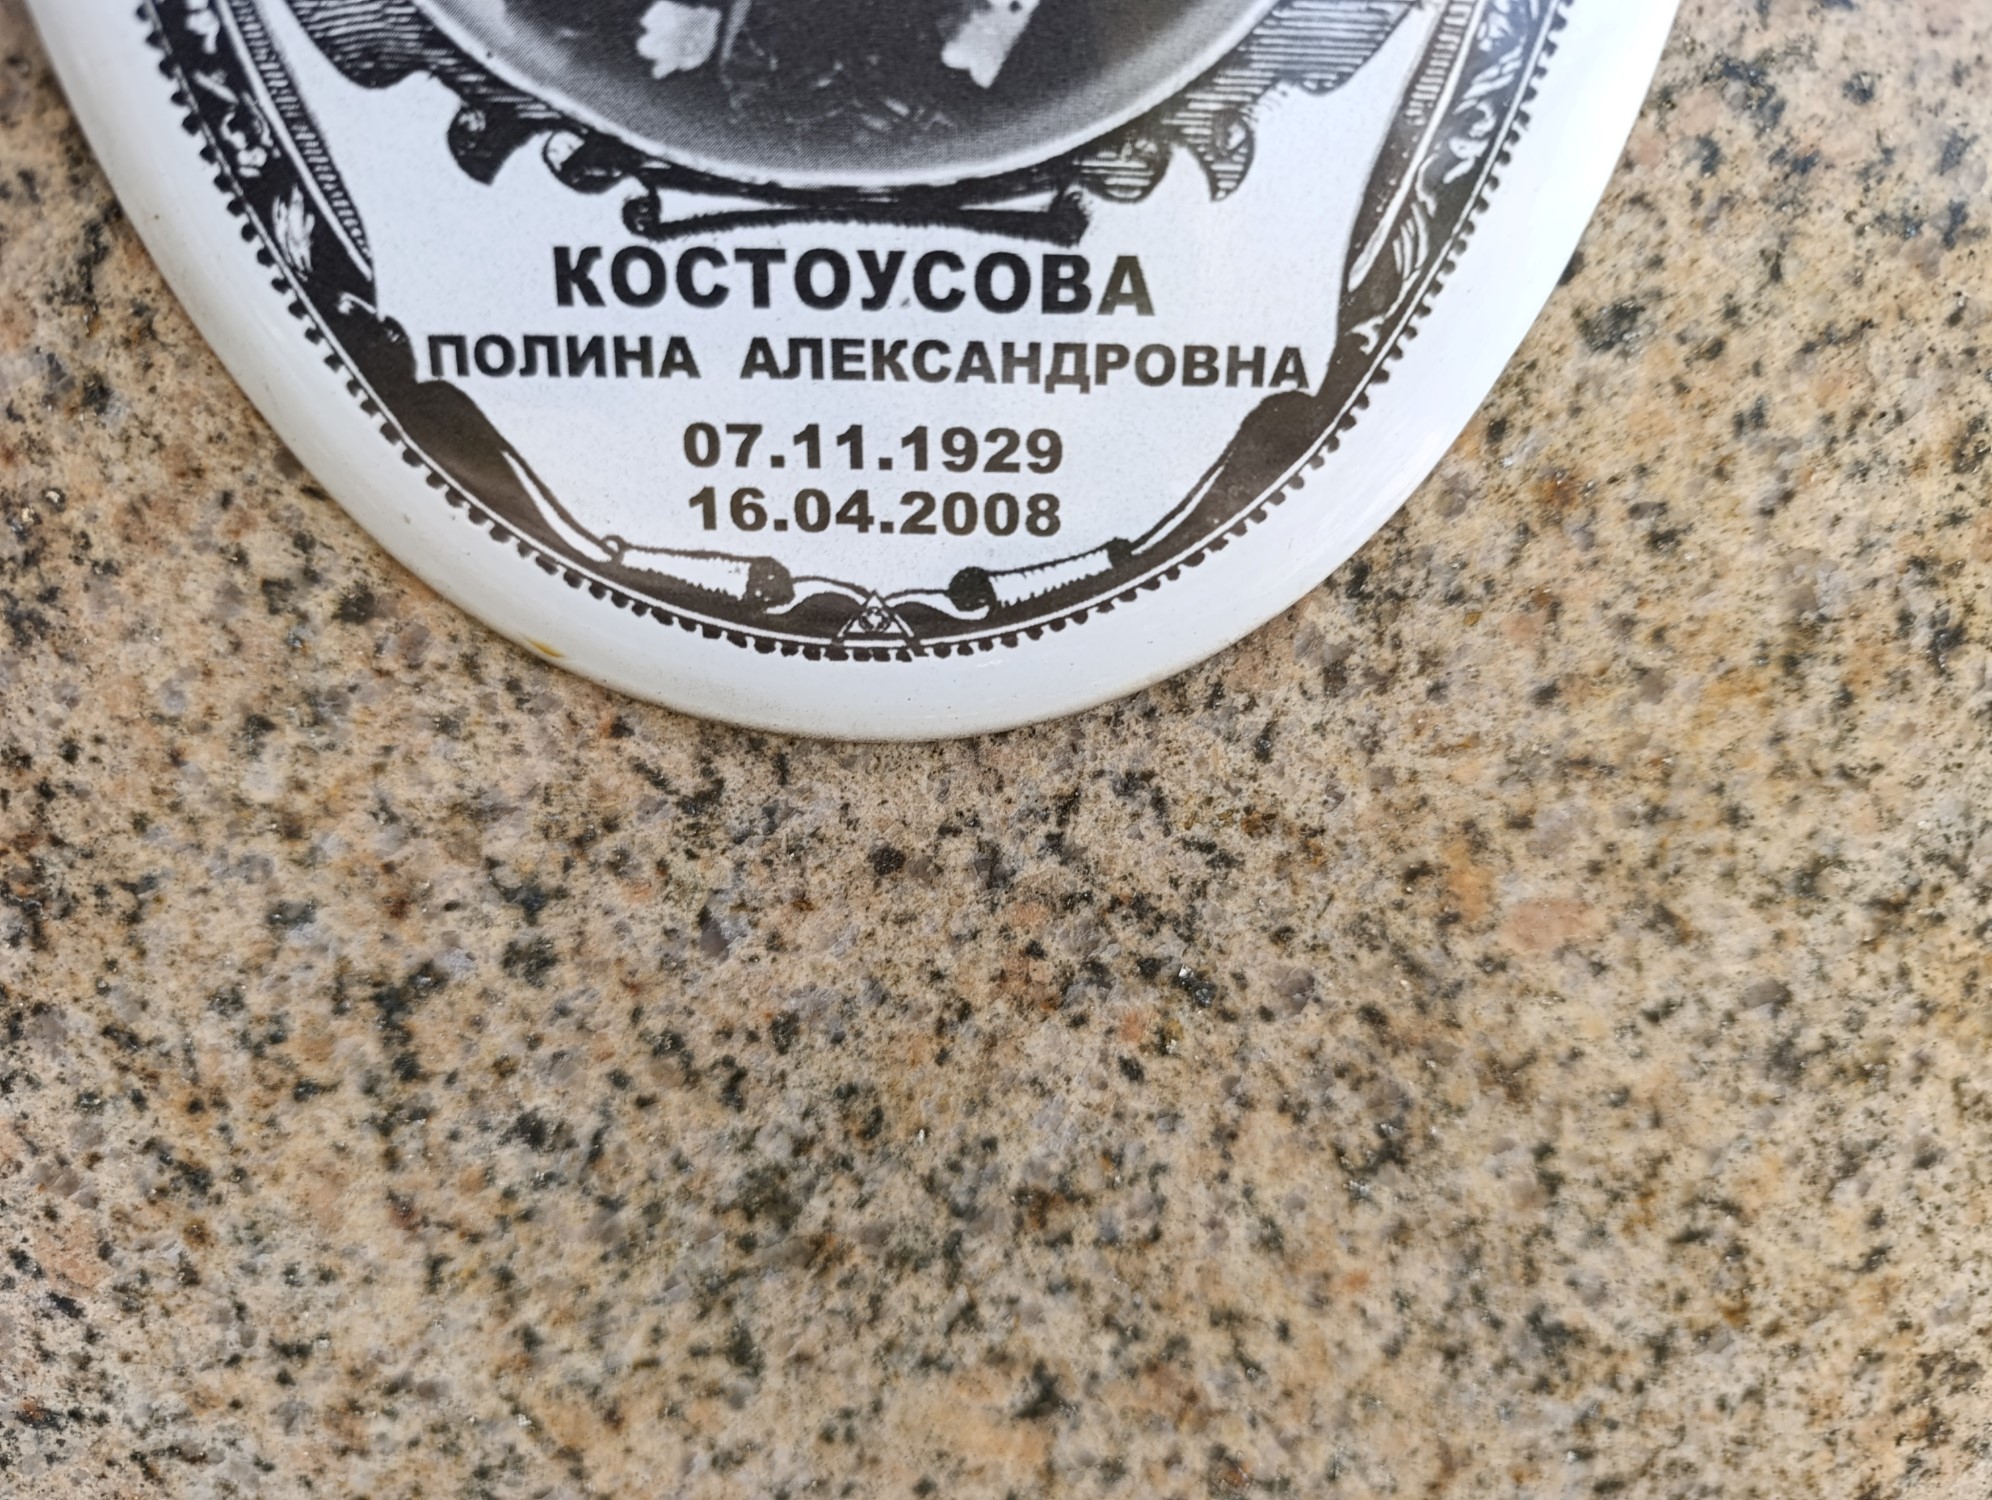 КОСТОУСОВА
ПОЛИНА АЛЕКСАНДРОВНА
07.11.1929
16.04.2008